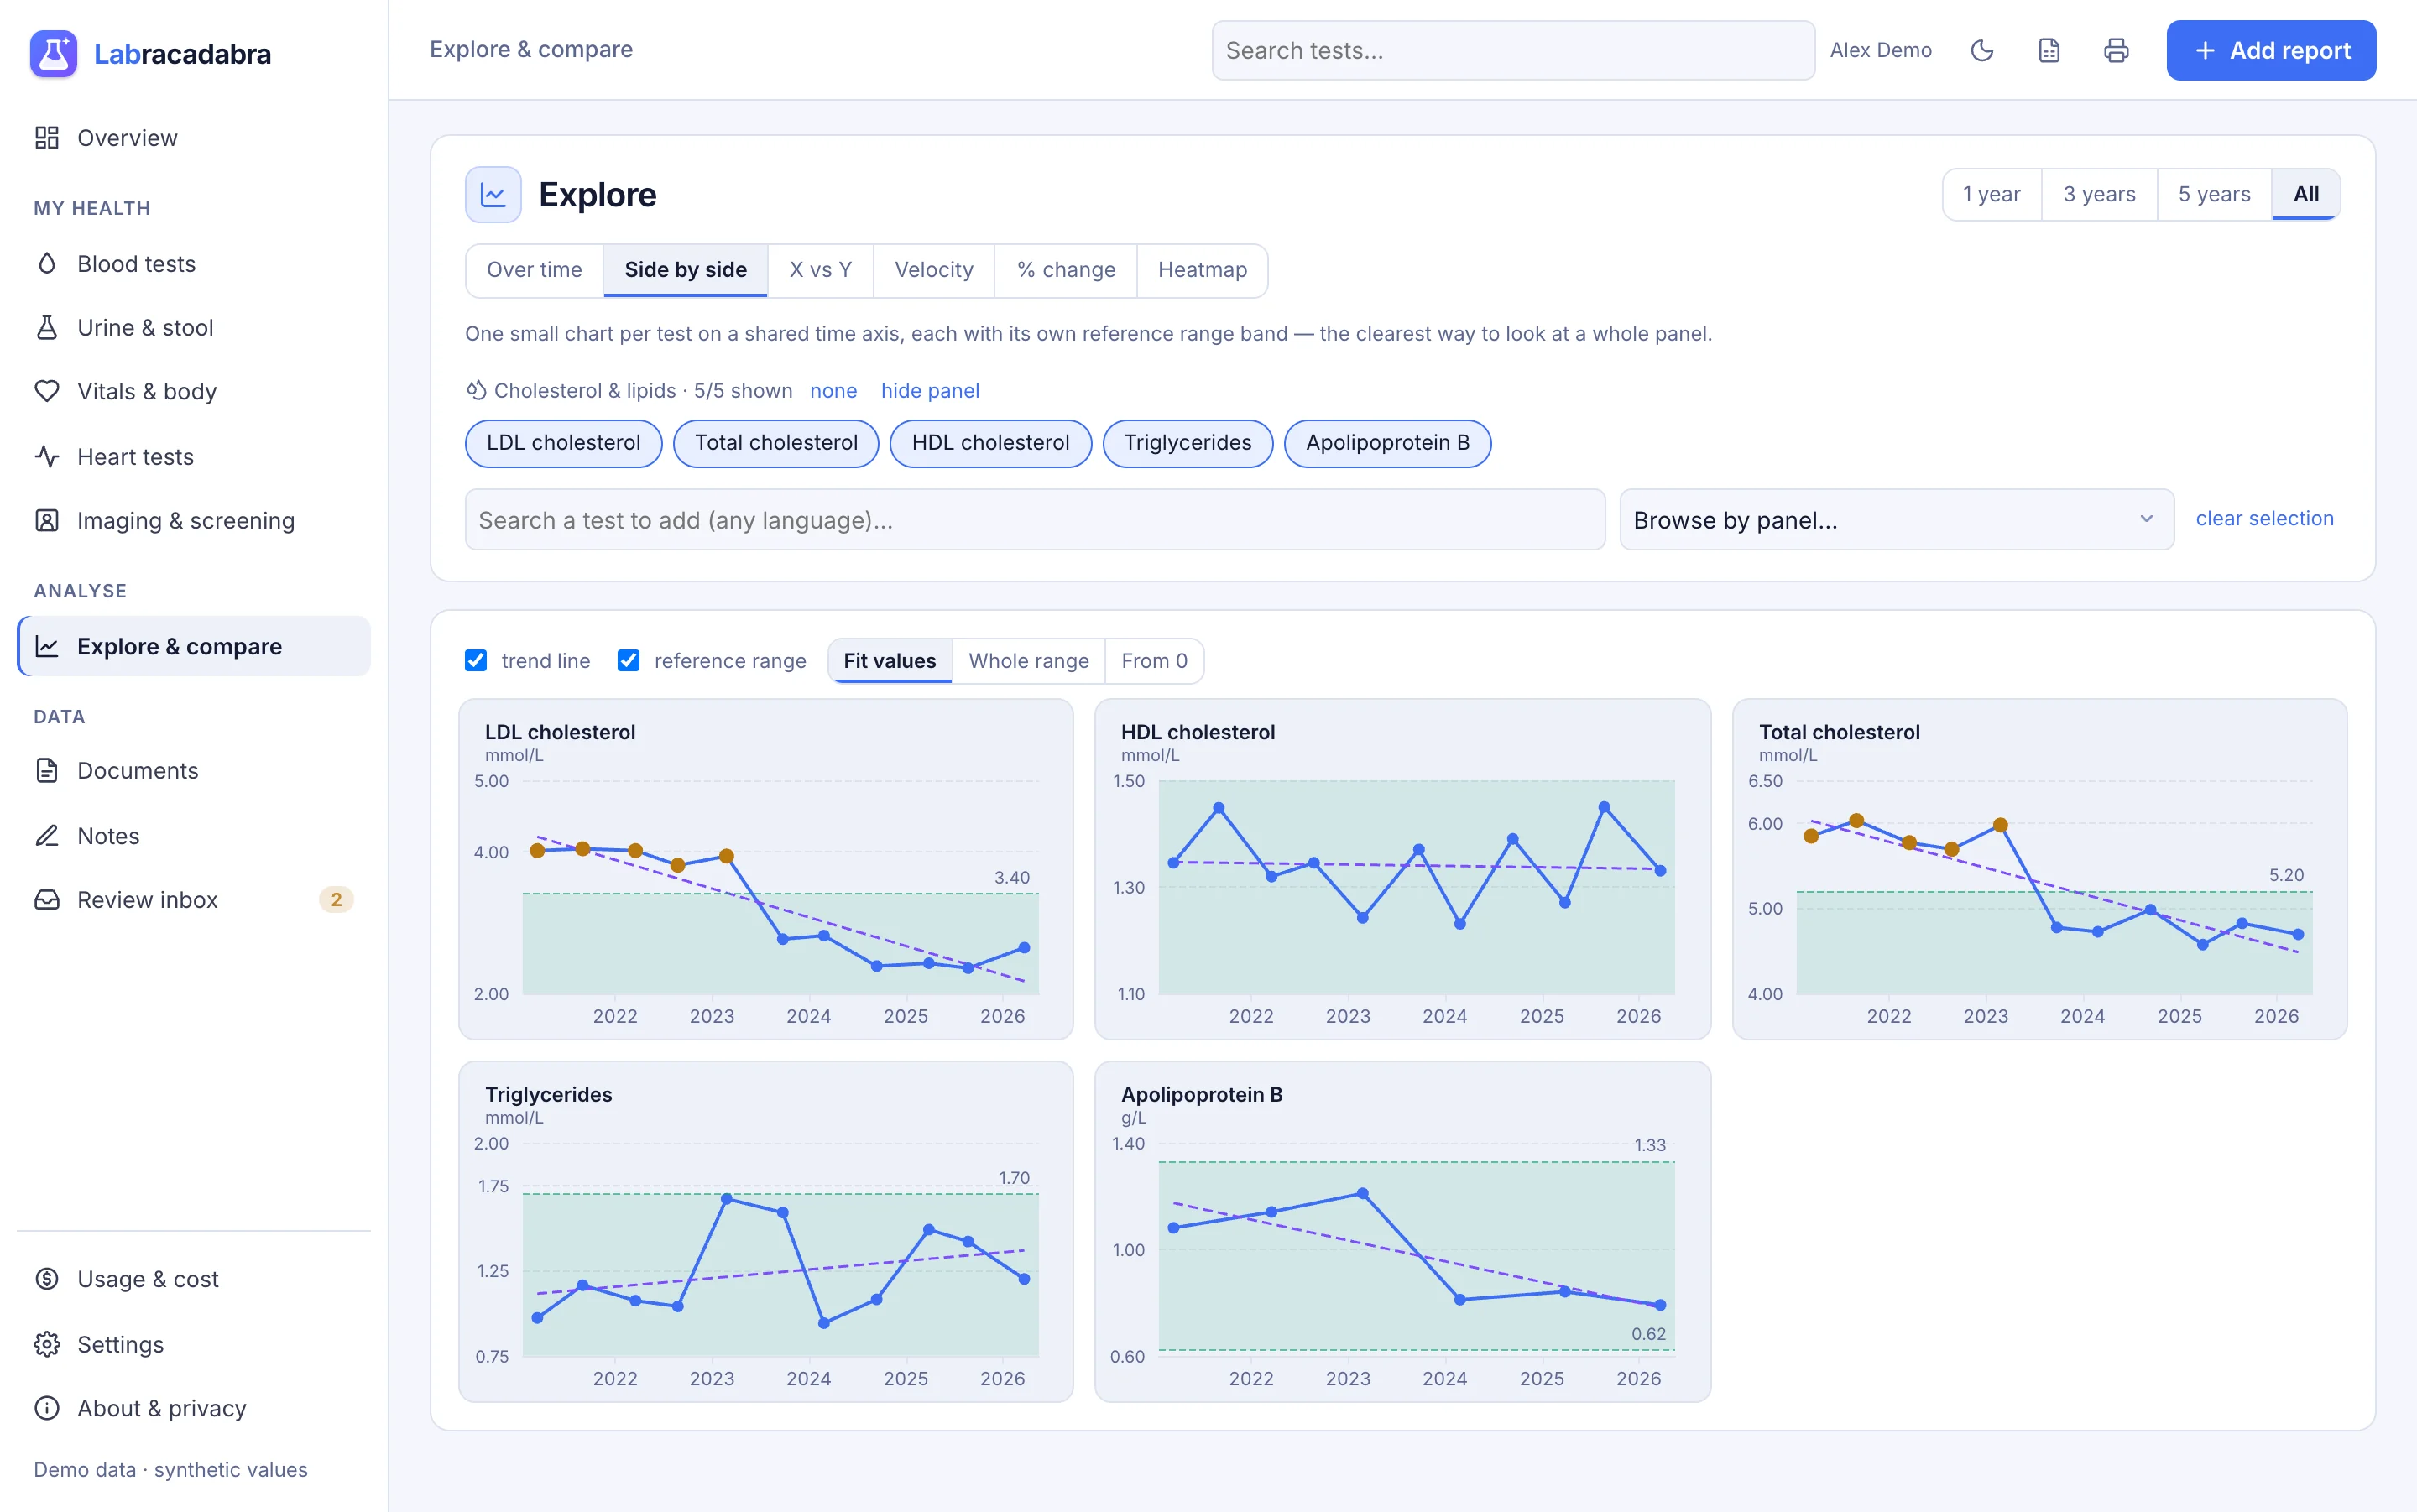 Labracadabra
Overview
MY HEALTH
Blood tests
Urine & stool
Vitals & body
Heart tests
Imaging & screening
ANALYSE
Explore & compare
DATA
Documents
Notes
Review inbox 2
Usage & cost
Settings
About & privacy
Demo data · synthetic values
Explore & compare
Search tests...
Alex Demo
+ Add report
Explore
1 year 3 years 5 years All
Over time Side by side X vs Y Velocity % change Heatmap
One small chart per test on a shared time axis, each with its own reference range band — the clearest way to look at a whole panel.
Cholesterol & lipids · 5/5 shown none hide panel
LDL cholesterol Total cholesterol HDL cholesterol Triglycerides Apolipoprotein B
Search a test to add (any language)...
Browse by panel...
clear selection
trend line reference range Fit values Whole range From 0
LDL cholesterol
mmol/L
5.00
4.00
3.40
2.00
2022 2023 2024 2025 2026
HDL cholesterol
mmol/L
1.50
1.30
1.10
2022 2023 2024 2025 2026
Total cholesterol
mmol/L
6.50
6.00
5.20
5.00
4.00
2022 2023 2024 2025 2026
Triglycerides
mmol/L
2.00
1.70
1.75
1.25
0.75
2022 2023 2024 2025 2026
Apolipoprotein B
g/L
1.40
1.33
1.00
0.62
0.60
2022 2023 2024 2025 2026